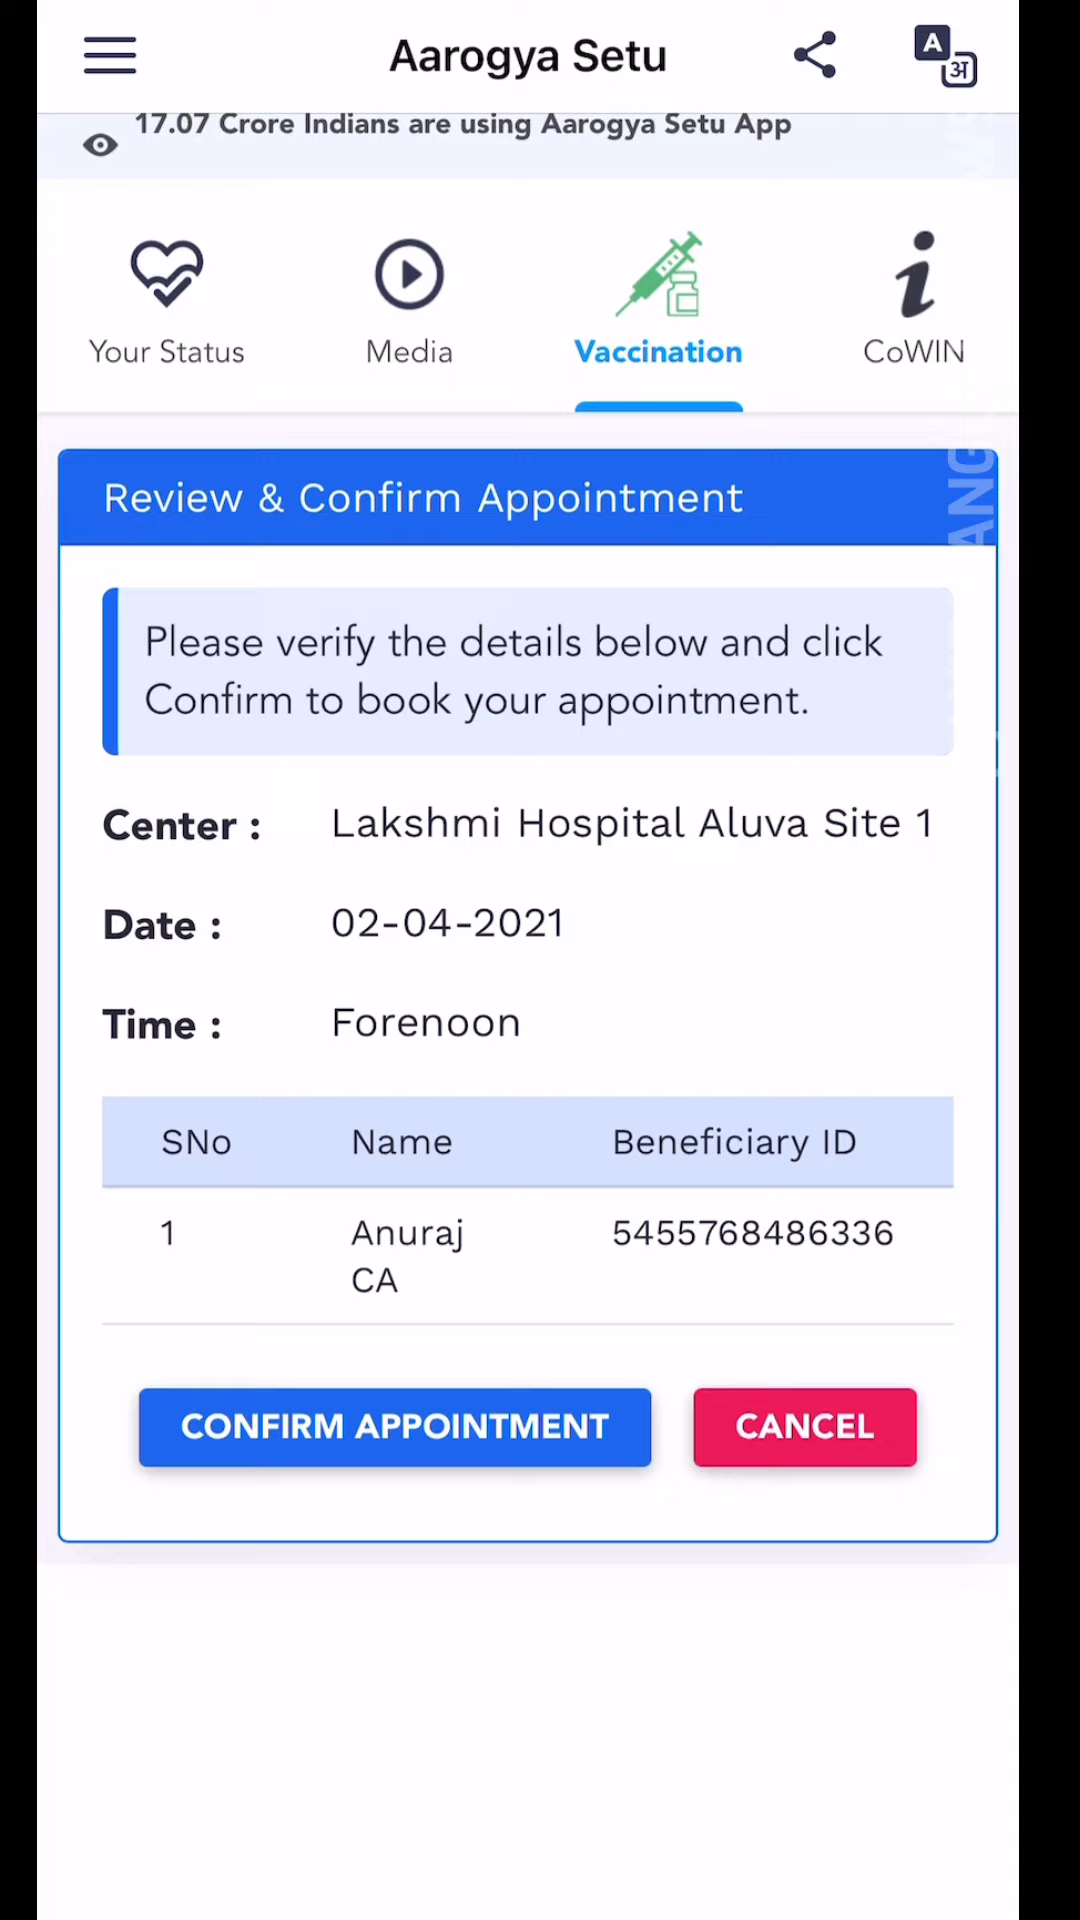 Aarogya Setu
A
अ
17.07 Crore Indians are using Aarogya Setu App
Your Status
Media
Vaccination
CoWIN
Review & Confirm Appointment
Please verify the details below and click
Confirm to book your appointment.
Center : Lakshmi Hospital Aluva Site 1
Date : 02-04-2021
Time : Forenoon
SNo Name Beneficiary ID
1 Anuraj 5455768486336
CA
CONFIRM APPOINTMENT
CANCEL